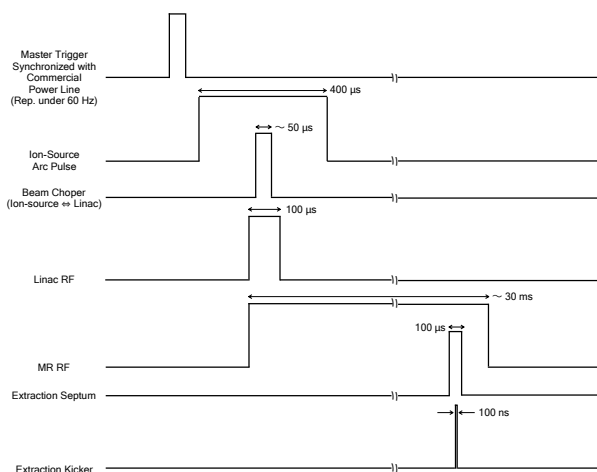 Master Trigger
Synchronized with
Commercial
Power Line
(Rep. under 60 Hz)
400 µs
Ion-Source
Arc Pulse
~ 50 µs
Beam Choper
(Ion-source ⇔ Linac)
100 µs
Linac RF
~ 30 ms
MR RF
100 µs
Extraction Septum
100 ns
Extraction Kicker